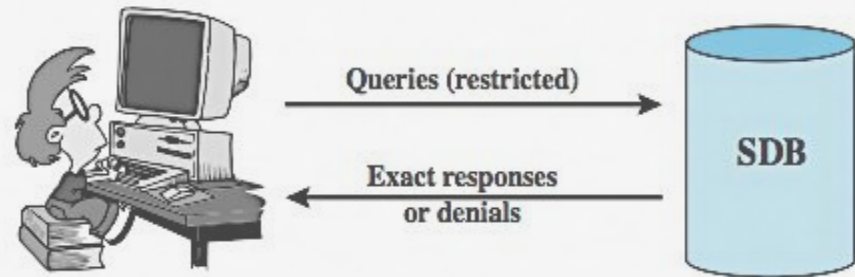 Queries (restricted)
SDB
Exact responses
or denials